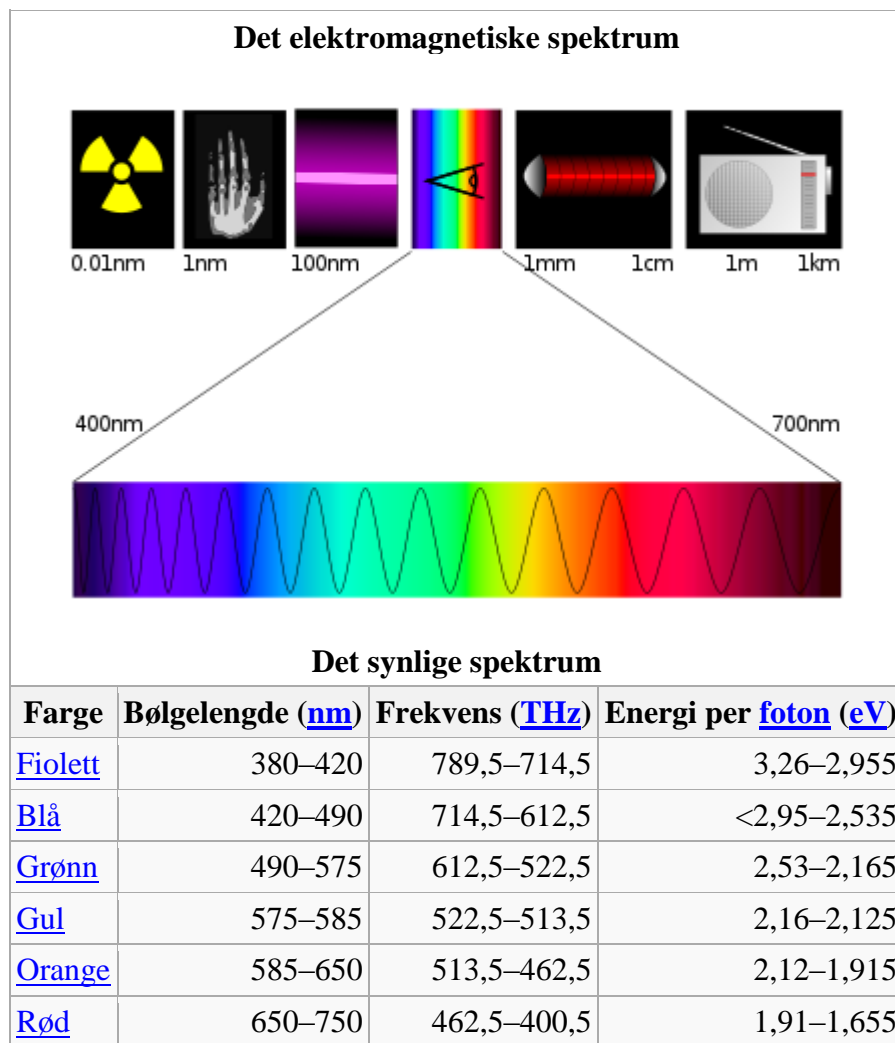 Det elektromagnetiske spektrum
0.01nm 1nm 100nm 1mm 1cm 1m 1km
400nm 700nm
Det synlige spektrum
Farge Bølgelengde (nm) Frekvens (THz) Energi per foton (eV)
Fiolett 380–420 789,5–714,5 3,26–2,955
Blå 420–490 714,5–612,5 <2,95–2,535
Grønn 490–575 612,5–522,5 2,53–2,165
Gul 575–585 522,5–513,5 2,16–2,125
Orange 585–650 513,5–462,5 2,12–1,915
Rød 650–750 462,5–400,5 1,91–1,655